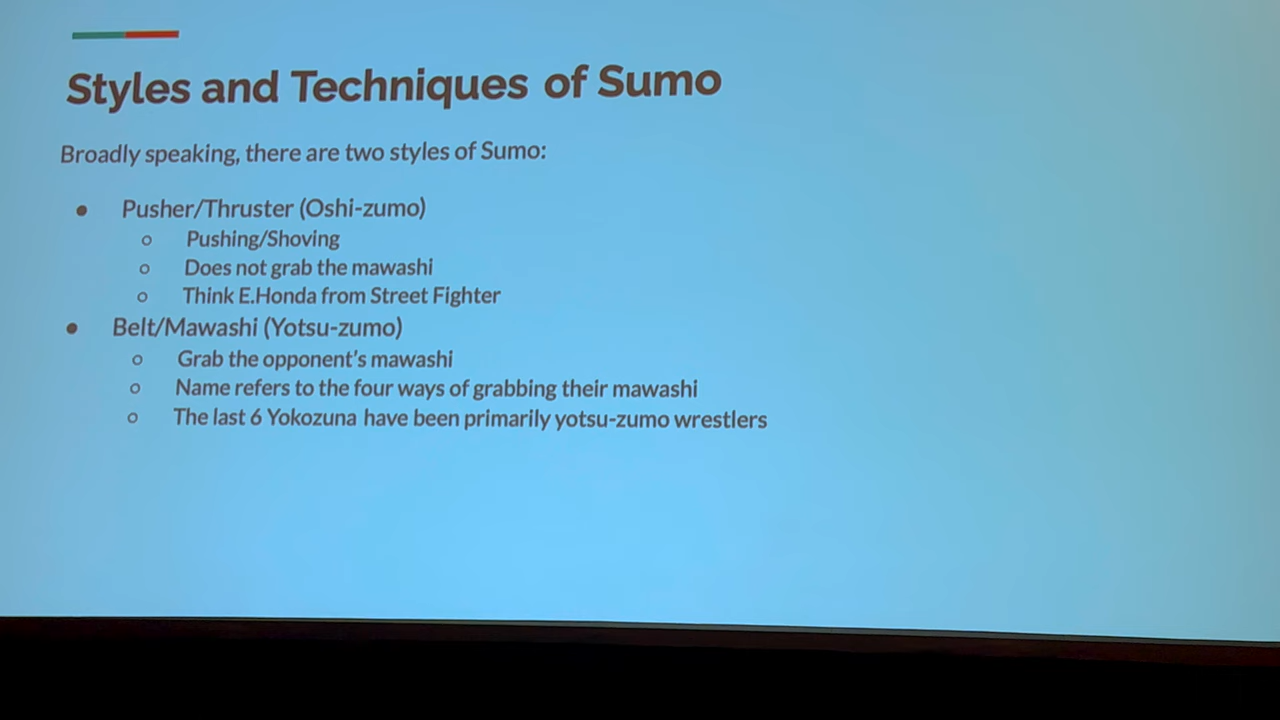 Styles and Techniques of Sumo
Broadly speaking, there are two styles of Sumo:
● Pusher/Thruster (Oshi-zumo)
○ Pushing/Shoving
○ Does not grab the mawashi
○ Think E.Honda from Street Fighter
● Belt/Mawashi (Yotsu-zumo)
○ Grab the opponent's mawashi
○ Name refers to the four ways of grabbing their mawashi
○ The last 6 Yokozuna have been primarily yotsu-zumo wrestlers